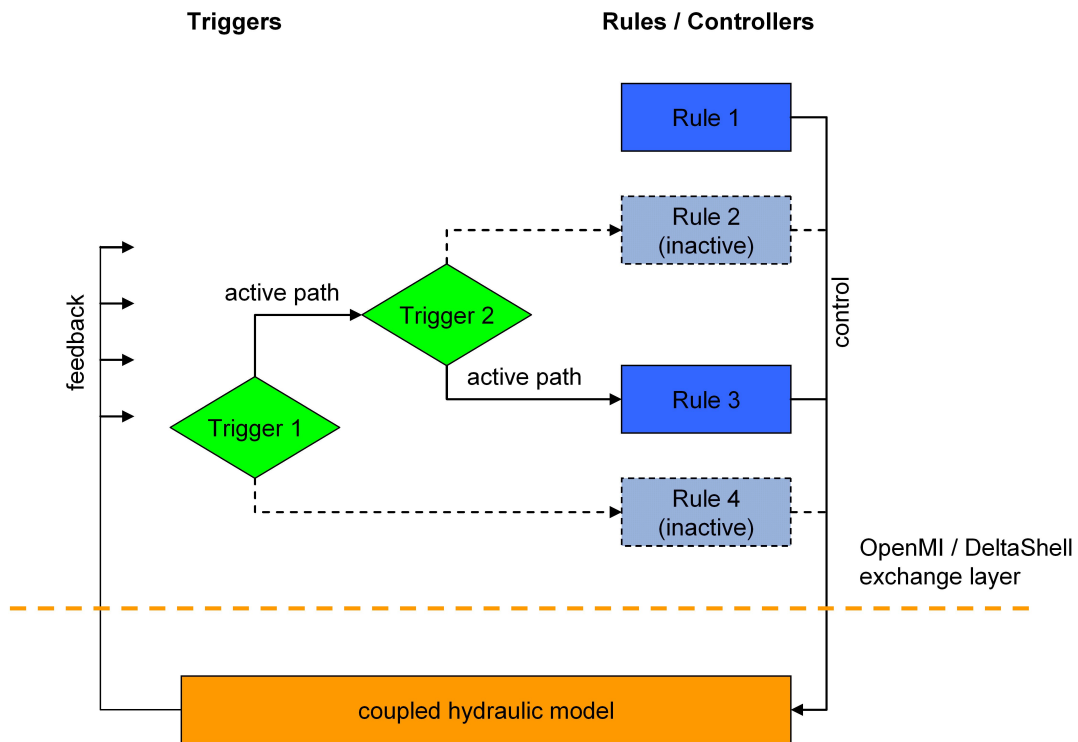 Triggers
Rules / Controllers
Rule 1
Rule 2
(inactive)
active path
Trigger 2
feedback
control
active path
Rule 3
Trigger 1
Rule 4
(inactive)
OpenMI / DeltaShell
exchange layer
coupled hydraulic model